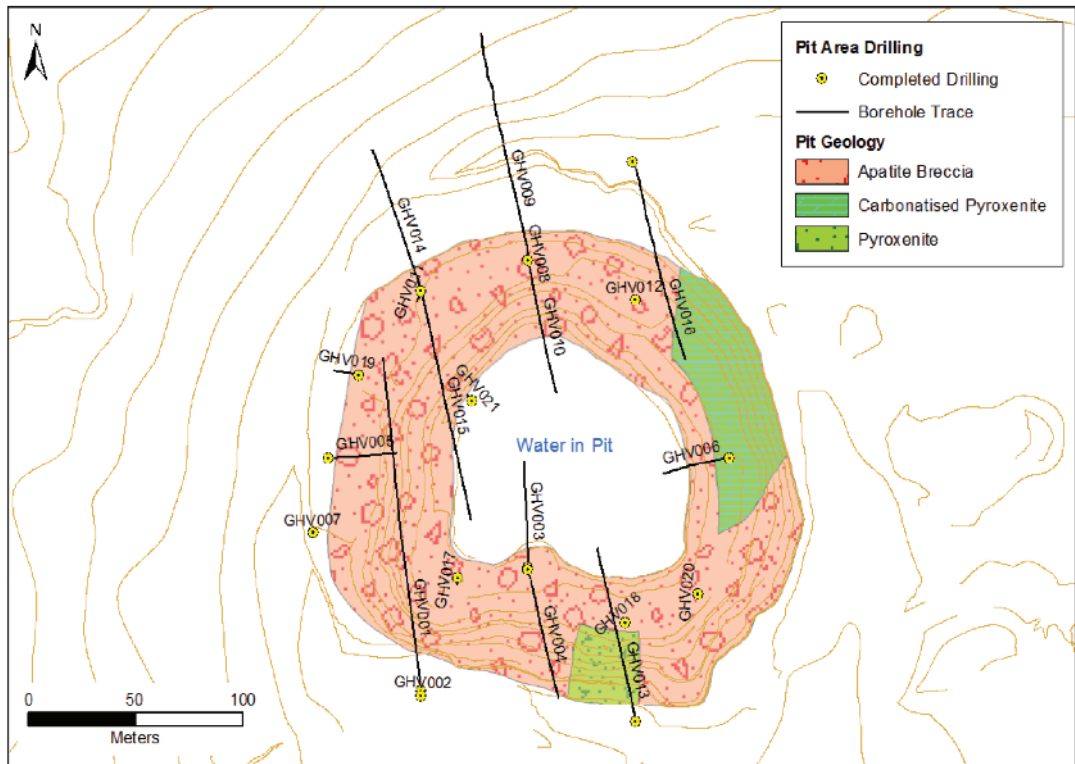 N
Pit Area Drilling
Completed Drilling
Borehole Trace
Pit Geology
Apatite Breccia
Carbonatised Pyroxenite
Pyroxenite
GHV009
GHV014
GHV008
GHV012
GHV010
GHV016
GHV019
GHV021
GHV015
Water in Pit
GHV005
GHV006
GHV003
GHV007
GHV017
GHV020
GHV001
GHV018
GHV004
GHV013
GHV002
0 50 100
Meters